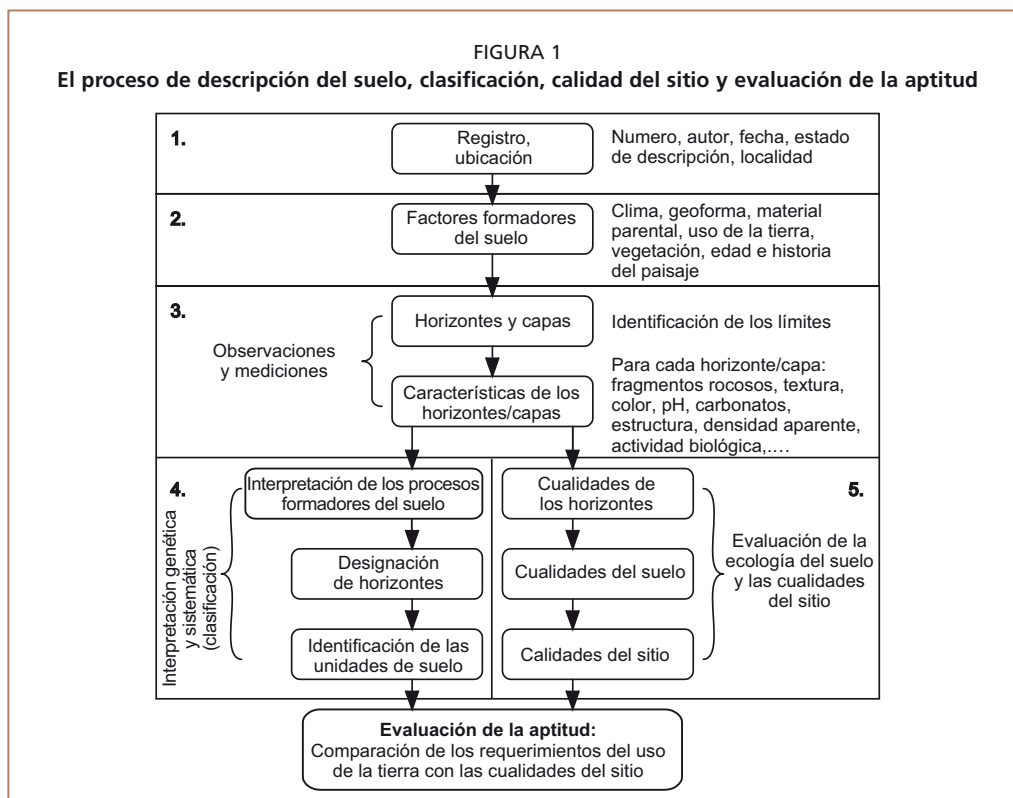 FIGURA 1
El proceso de descripción del suelo, clasificación, calidad del sitio y evaluación de la aptitud
1.
Registro,
ubicación
Numero, autor, fecha, estado
de descripción, localidad
2.
Factores formadores
del suelo
Clima, geoforma, material
parental, uso de la tierra,
vegetación, edad e historia
del paisaje
3.
Observaciones
y mediciones
Horizontes y capas
Identificación de los límites
Características de los
horizontes/capas
Para cada horizonte/capa:
fragmentos rocosos, textura,
color, pH, carbonatos,
estructura, densidad aparente,
actividad biológica,....
4.
Interpretación genética
y sistemática
(clasificación)
Interpretación de los procesos
formadores del suelo
Designación
de horizontes
Identificación de las
unidades de suelo
5.
Cualidades de
los horizontes
Cualidades del suelo
Calidades del sitio
Evaluación de la
ecología del suelo
y las cualidades
del sitio
Evaluación de la aptitud:
Comparación de los requerimientos del uso
de la tierra con las cualidades del sitio